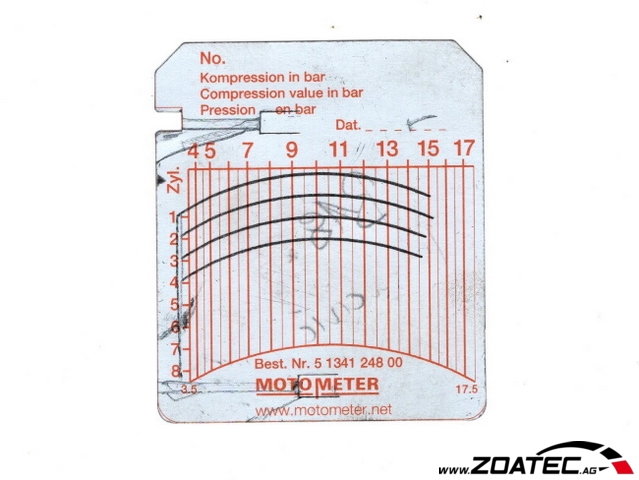 No.
Kompression in bar
Compression value in bar
Pression en bar
Dat.
4 5 7 9 11 13 15 17
Zyl.
1
2
3
4
5
6
7
8
3.5 17.5
Best. Nr. 5 1341 248 00
MOTOMETER
www.motometer.net
www.ZOATEC.AG